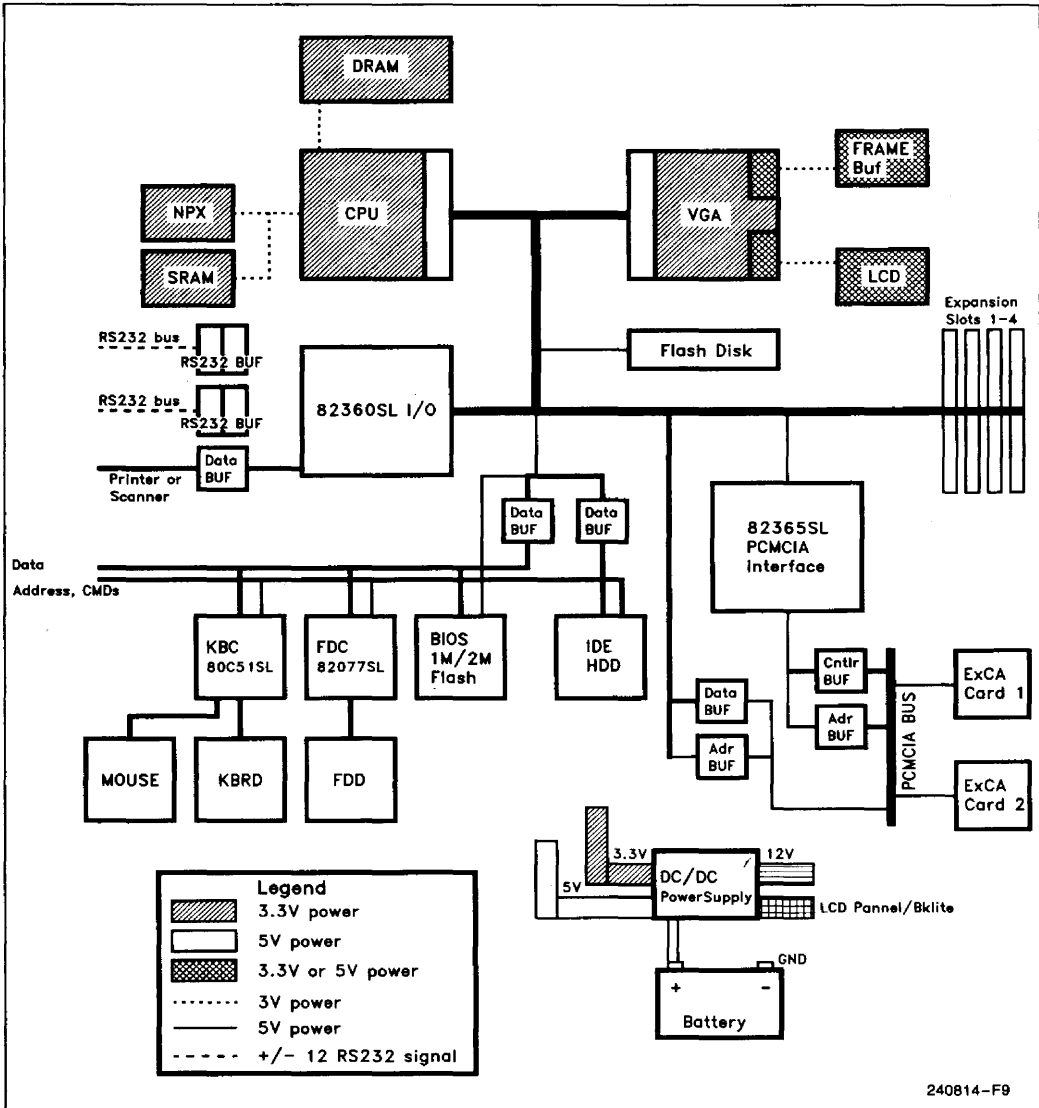 DRAM
FRAME
Buf
NPX
CPU
VGA
SRAM
LCD
Expansion
Slots 1-4
RS232 bus
RS232 BUF
Flash Disk
82360SL I/O
RS232 bus
RS232 BUF
Data
BUF
Printer or
Scanner
Data
BUF
Data
BUF
82365SL
PCMCIA
Interface
Data
Address, CMDs
KBC
80C51SL
FDC
82077SL
BIOS
1M/2M
Flash
IDE
HDD
Cntlr
BUF
ExCA
Card 1
Data
BUF
Adr
BUF
PCMCIA BUS
Adr
BUF
MOUSE
KBRD
FDD
ExCA
Card 2
3.3V
12V
DC/DC
PowerSupply
5V
LCD Pannel/Bklite
GND
+ -
Battery
Legend
3.3V power
5V power
3.3V or 5V power
3V power
5V power
+/- 12 RS232 signal
240814-F9